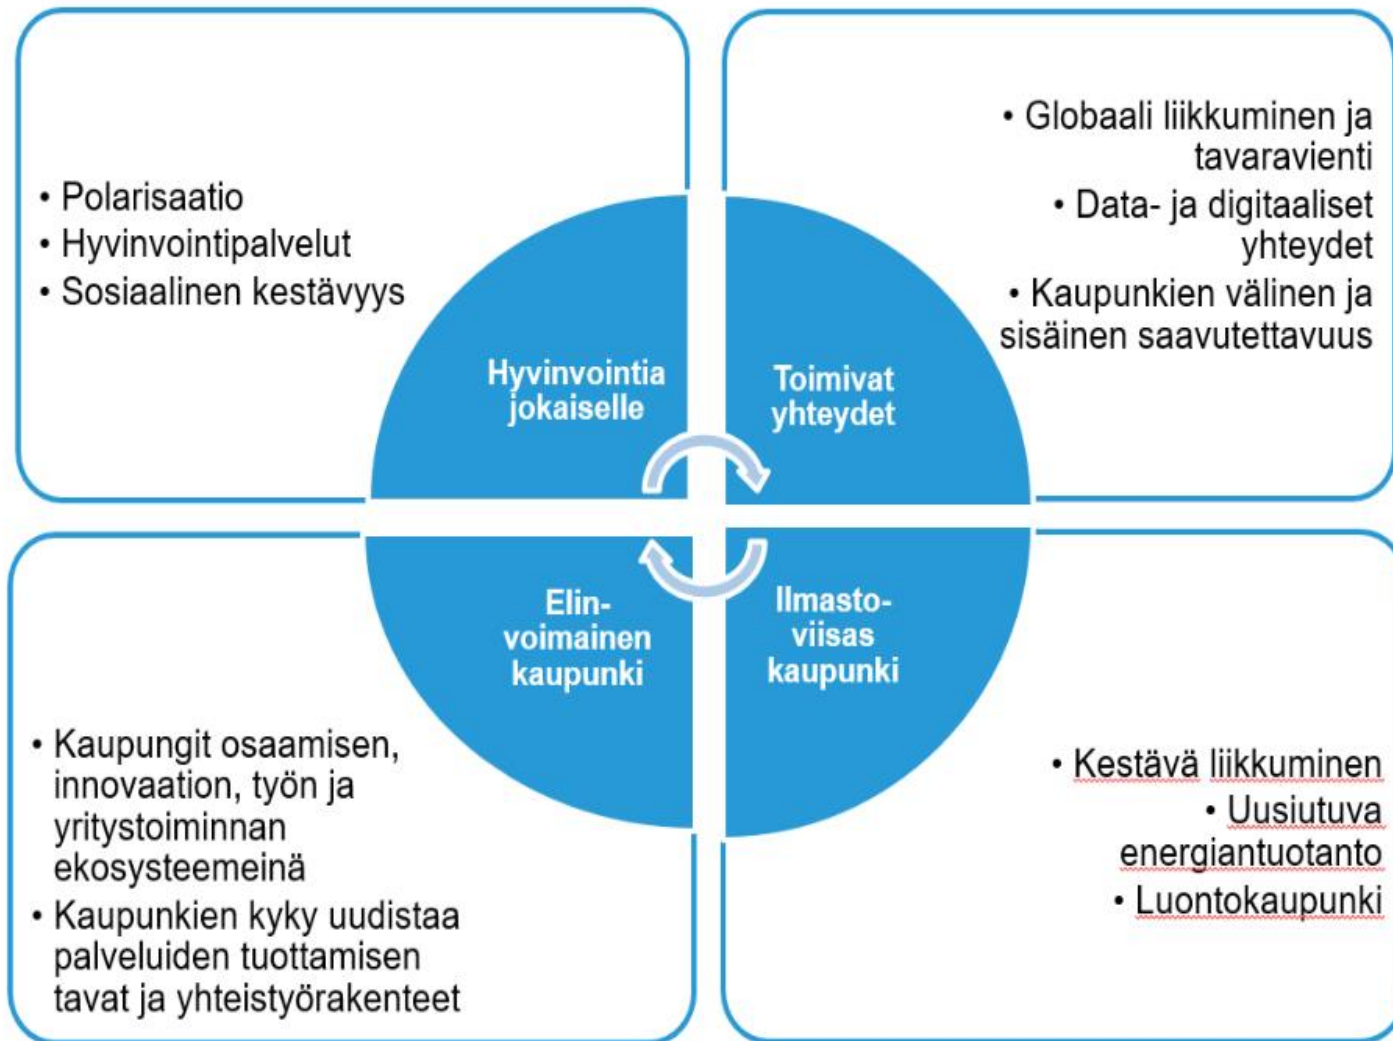 • Polarisaatio
• Hyvinvointipalvelut
• Sosiaalinen kestävyys
Hyvinvointia
jokaiselle
• Globaali liikkuminen ja
tavaravienti
• Data- ja digitaaliset
yhteydet
• Kaupunkien välinen ja
sisäinen saavutettavuus
Toimivat
yhteydet
Elin-
voimainen
kaupunki
• Kaupungit osaamisen,
innovaation, työn ja
yritystoiminnan
ekosysteemeinä
• Kaupunkien kyky uudistaa
palveluiden tuottamisen
tavat ja yhteistyörakenteet
Ilmasto-
viisas
kaupunki
• Kestävä liikkuminen
• Uusiutuva
energiantuotanto
• Luontokaupunki